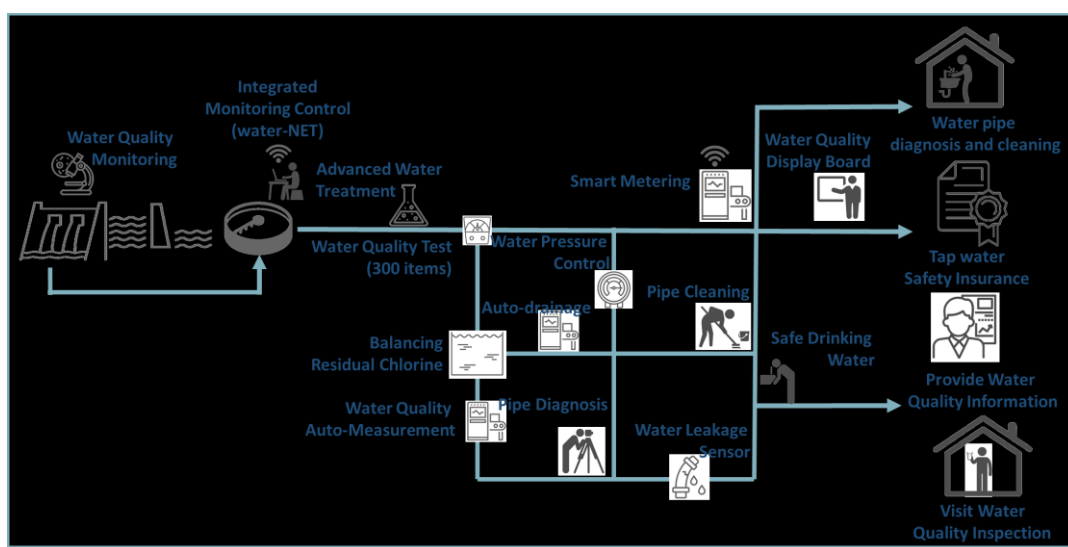 Water Quality
Monitoring
Integrated
Monitoring Control
(water-NET)
Advanced Water
Treatment
Water Quality Test
(300 items)
Water Pressure
Control
Smart Metering
Water Quality
Display Board
Water pipe
diagnosis and cleaning
Tap water
Safety Insurance
Auto-drainage
Pipe Cleaning
Balancing
Residual Chlorine
Safe Drinking
Water
Provide Water
Quality Information
Water Quality
Auto-Measurement
Pipe Diagnosis
Water Leakage
Sensor
Visit Water
Quality Inspection